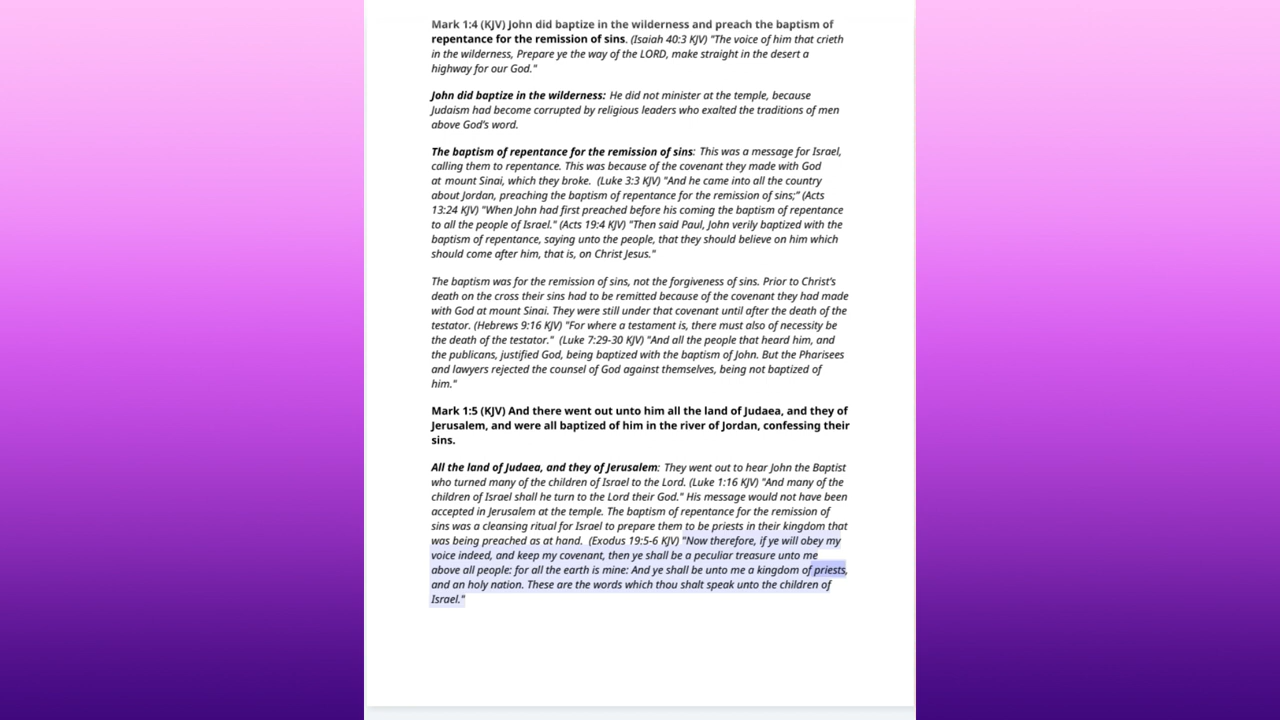 Mark 1:4 (KJV) John did baptize in the wilderness and preach the baptism of
repentance for the remission of sins. (Isaiah 40:3 KJV) "The voice of him that crieth
in the wilderness, Prepare ye the way of the LORD, make straight in the desert a
highway for our God."
John did baptize in the wilderness: He did not minister at the temple, because
Judaism had become corrupted by religious leaders who exalted the traditions of men
above God's word.
The baptism of repentance for the remission of sins: This was a message for Israel,
calling them to repentance. This was because of the covenant they made with God
at mount Sinai, which they broke. (Luke 3:3 KJV) "And he came into all the country
about Jordan, preaching the baptism of repentance for the remission of sins;" (Acts
13:24 KJV) "When John had first preached before his coming the baptism of repentance
to all the people of Israel." (Acts 19:4 KJV) "Then said Paul, John verily baptized with the
baptism of repentance, saying unto the people, that they should believe on him which
should come after him, that is, on Christ Jesus."
The baptism was for the remission of sins, not the forgiveness of sins. Prior to Christ's
death on the cross their sins had to be remitted because of the covenant they had made
with God at mount Sinai. They were still under that covenant until after the death of the
testator. (Hebrews 9:16 KJV) "For where a testament is, there must also of necessity be
the death of the testator." (Luke 7:29-30 KJV) "And all the people that heard him, and
the publicans, justified God, being baptized with the baptism of John. But the Pharisees
and lawyers rejected the counsel of God against themselves, being not baptized of
him."
Mark 1:5 (KJV) And there went out unto him all the land of Judaea, and they of
Jerusalem, and were all baptized of him in the river of Jordan, confessing their
sins.
All the land of Judaea, and they of Jerusalem: They went out to hear John the Baptist
who turned many of the children of Israel to the Lord. (Luke 1:16 KJV) "And many of the
children of Israel shall he turn to the Lord their God." His message would not have been
accepted in Jerusalem at the temple. The baptism of repentance for the remission of
sins was a cleansing ritual for Israel to prepare them to be priests in their kingdom that
was being preached as at hand. (Exodus 19:5-6 KJV) "Now therefore, if ye will obey my
voice indeed, and keep my covenant, then ye shall be a peculiar treasure unto me
above all people: for all the earth is mine: And ye shall be unto me a kingdom of priests,
and an holy nation. These are the words which thou shalt speak unto the children of
Israel."